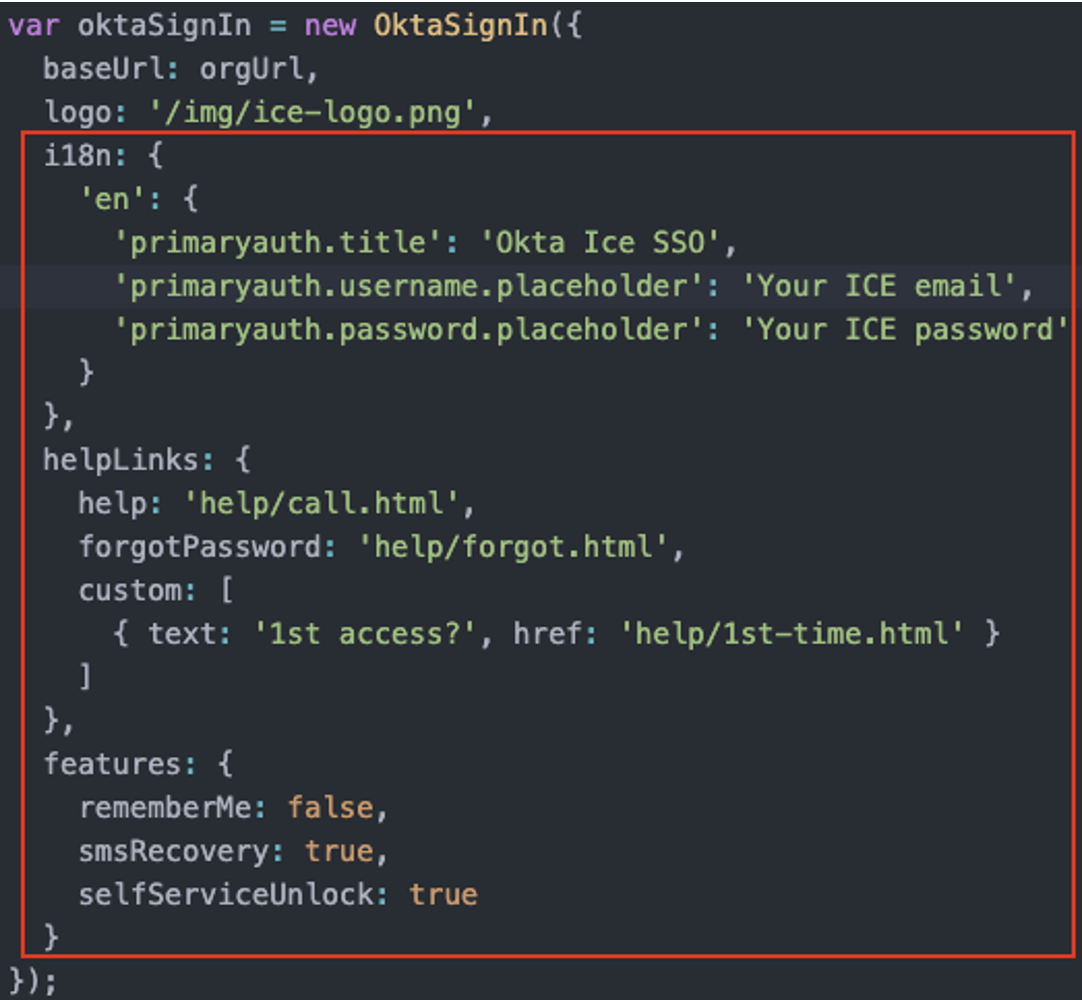 var oktaSignIn = new OktaSignIn({
  baseUrl: orgUrl,
  logo: '/img/ice-logo.png',
  i18n: {
    'en': {
      'primaryauth.title': 'Okta Ice SSO',
      'primaryauth.username.placeholder': 'Your ICE email',
      'primaryauth.password.placeholder': 'Your ICE password'
    }
  },
  helpLinks: {
    help: 'help/call.html',
    forgotPassword: 'help/forgot.html',
    custom: [
      { text: '1st access?', href: 'help/1st-time.html' }
    ]
  },
  features: {
    rememberMe: false,
    smsRecovery: true,
    selfServiceUnlock: true
  }
});